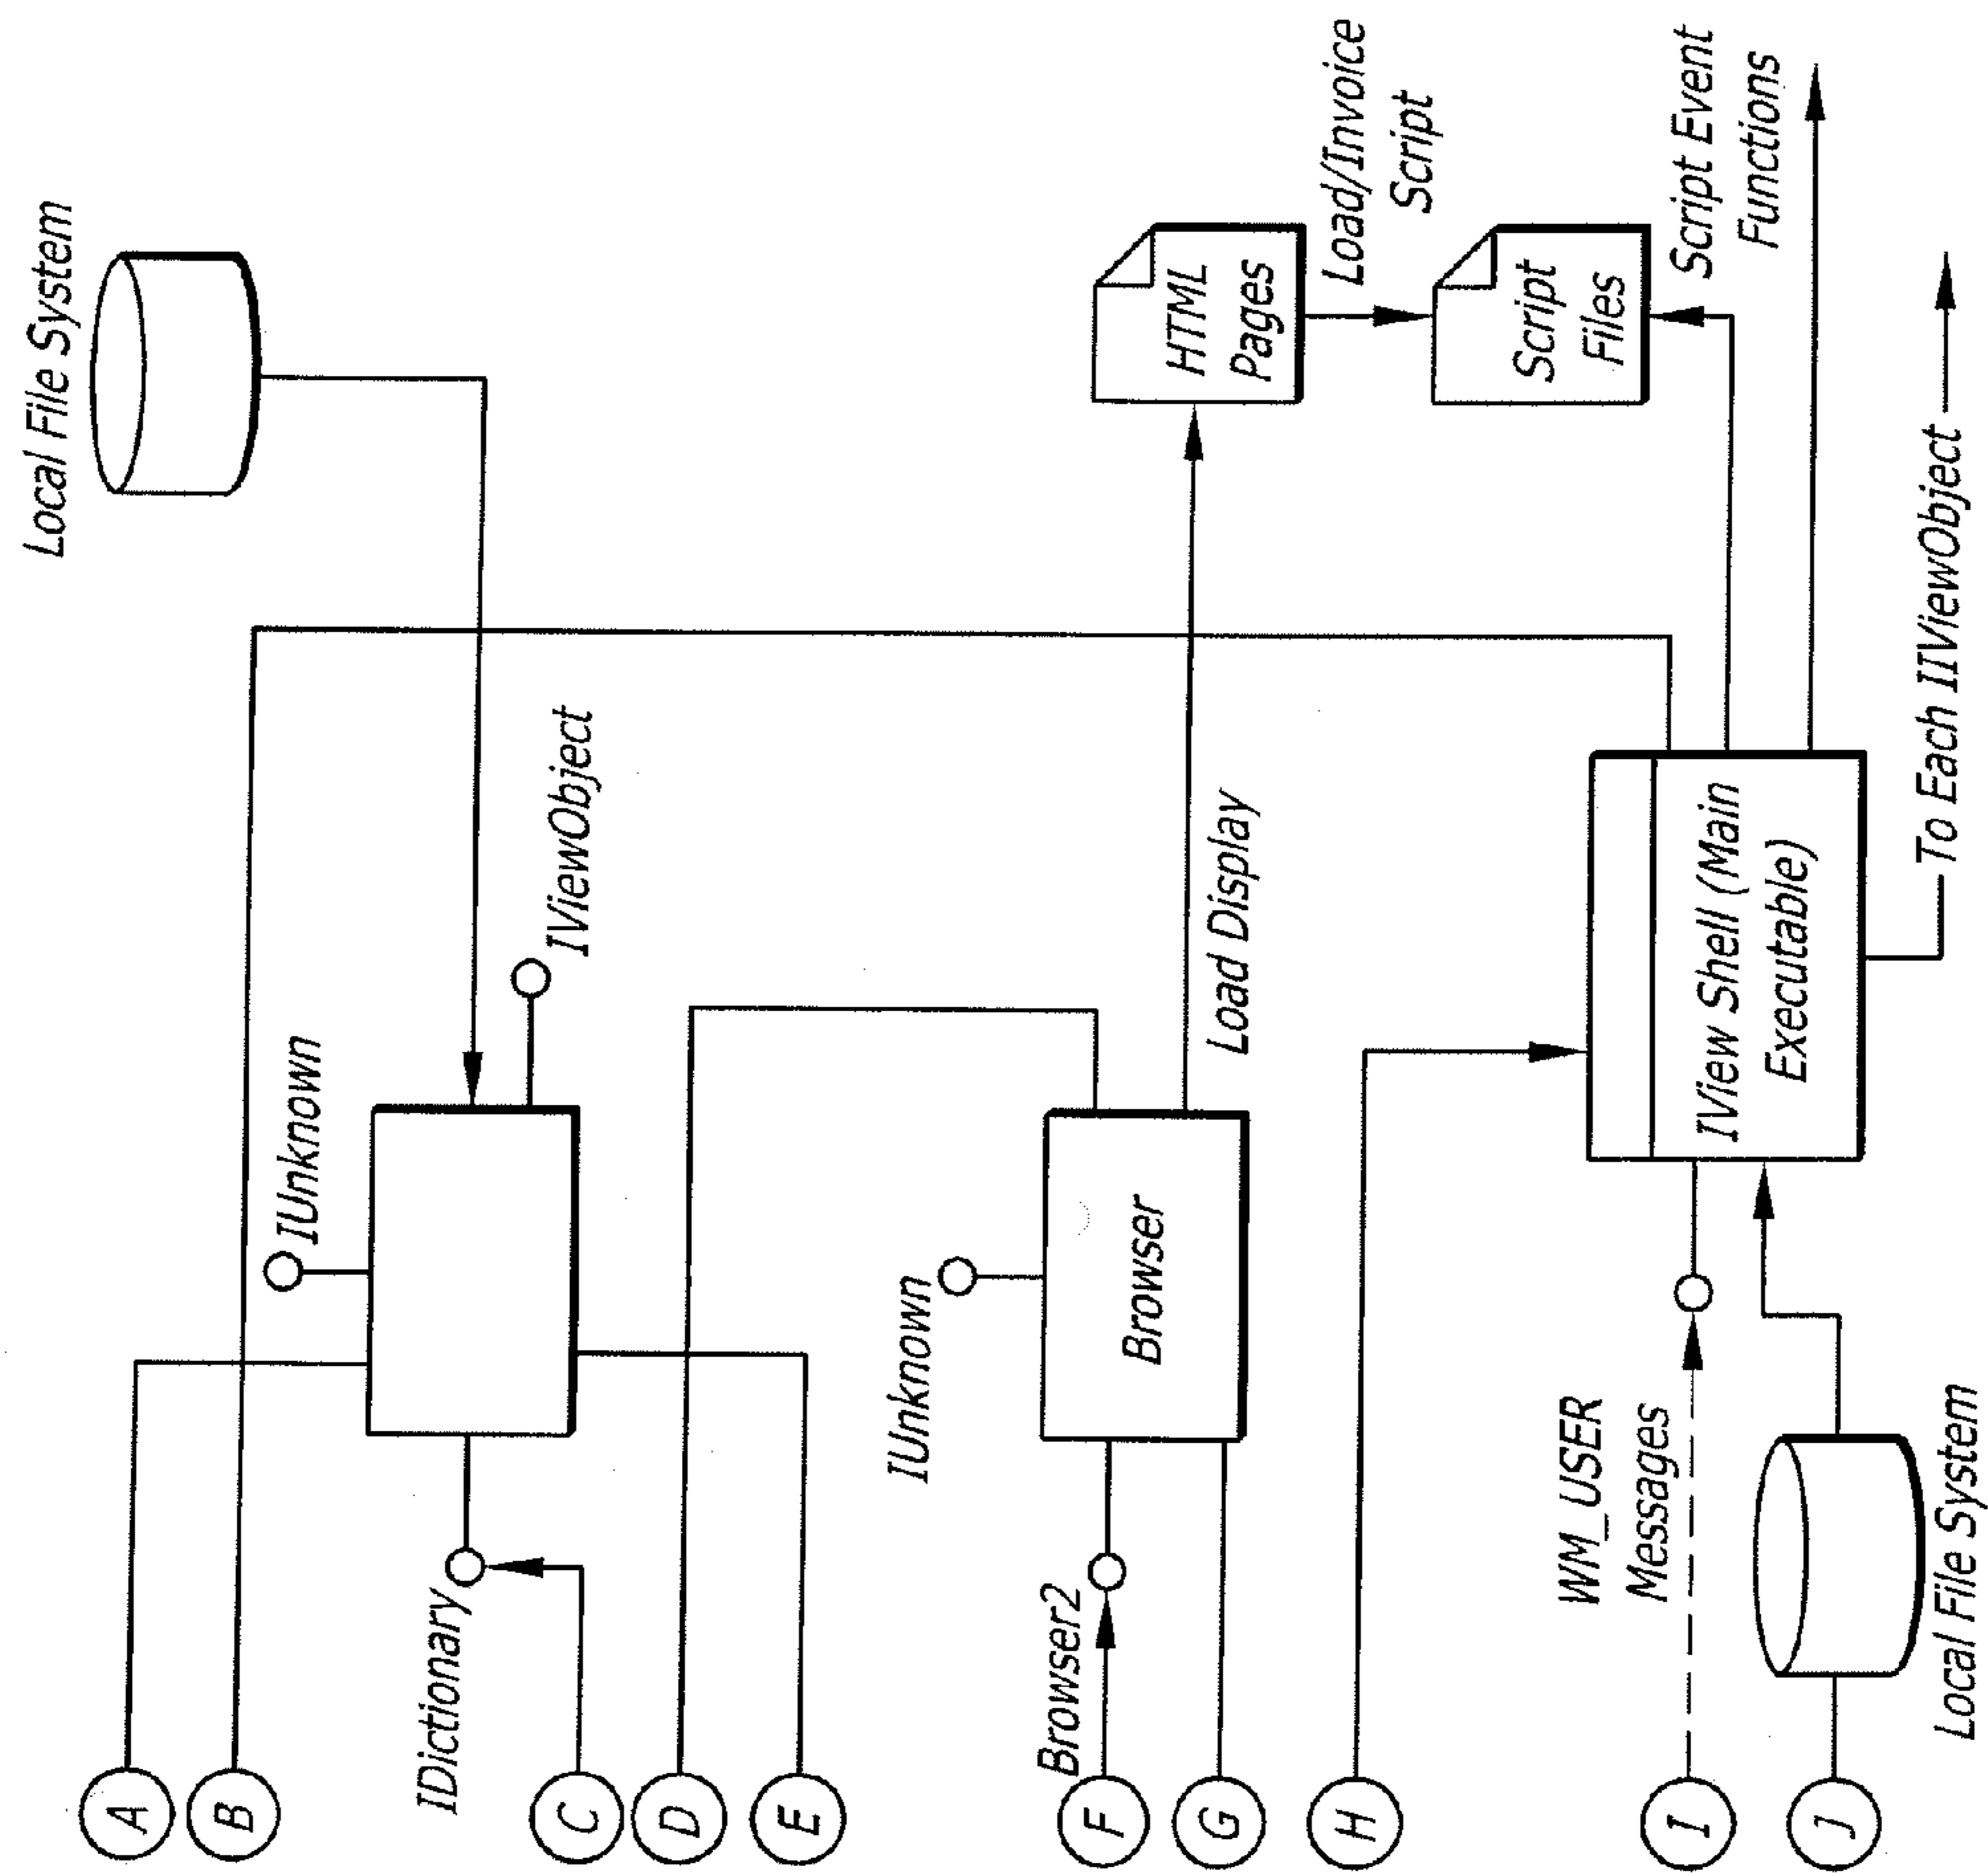 Local File System
A
B
IUnknown
IViewObject
IDictionary
C
D
E
IUnknown
Browser
Browser2
F
G
Load Display
HTML
Pages
Load/Invoice
Script
Script
Files
Script Event
Functions
H
IView Shell (Main
Executable)
WM_USER
Messages
I
J
Local File System
To Each IIViewObject